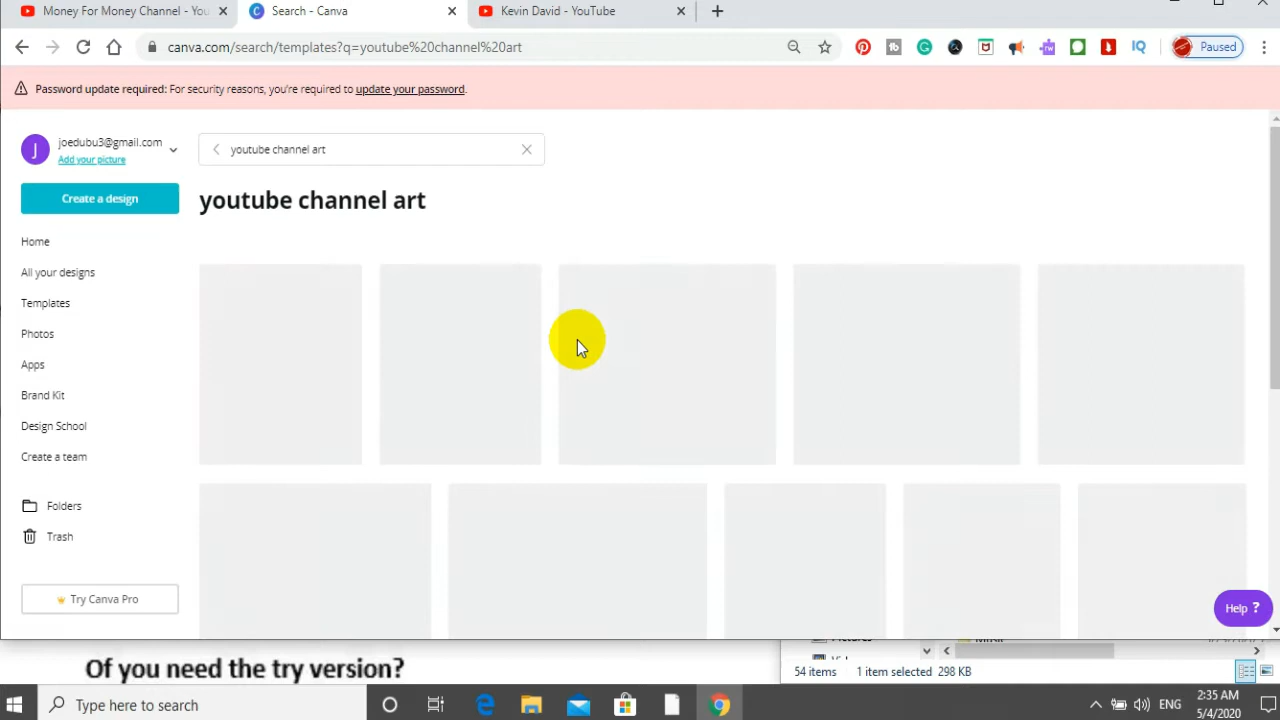 Money For Money Channel - You
Search - Canva
Kevin David - YouTube
canva.com/search/templates?q=youtube%20channel%20art
Paused
Password update required: For security reasons, you're required to update your password.
joedubu3@gmail.com
Add your picture
youtube channel art
Create a design
youtube channel art
Home
All your designs
Templates
Photos
Apps
Brand Kit
Design School
Create a team
Folders
Trash
Try Canva Pro
Help ?
Of you need the try version?
54 items 1 item selected 298 KB
Type here to search
ENG
2:35 AM
5/4/2020